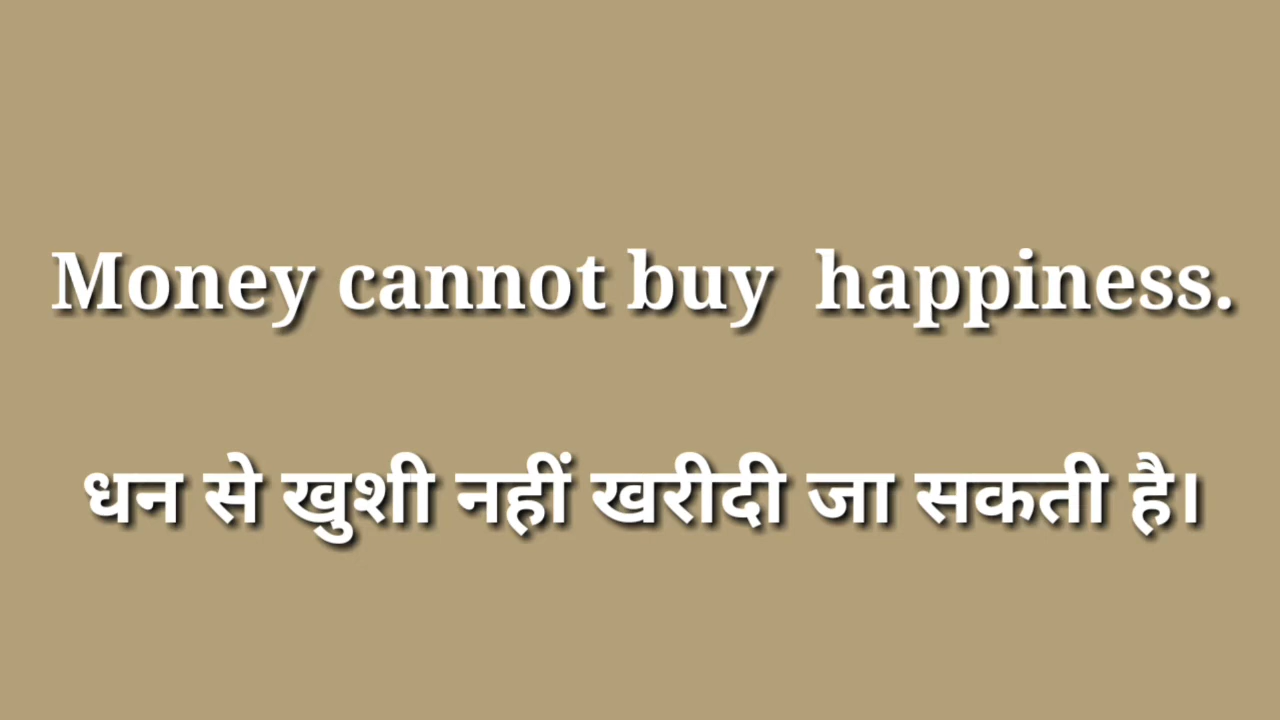 Money cannot buy  happiness.
धन से खुशी नहीं खरीदी जा सकती है।